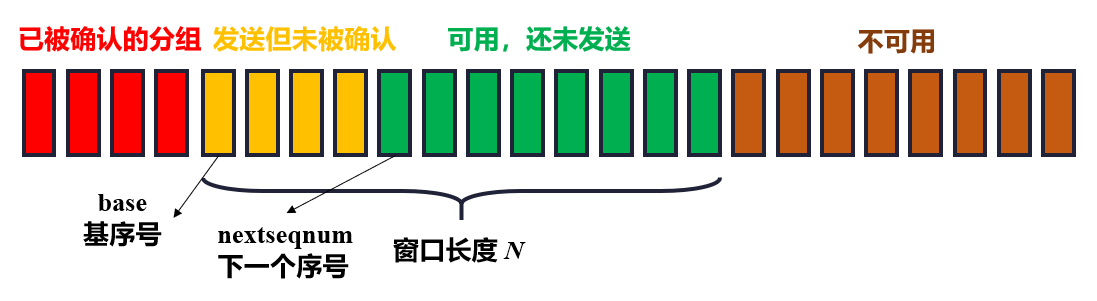 已被确认的分组
发送但未被确认
可用，还未发送
不可用
base
基序号
nextseqnum
下一个序号
窗口长度 N